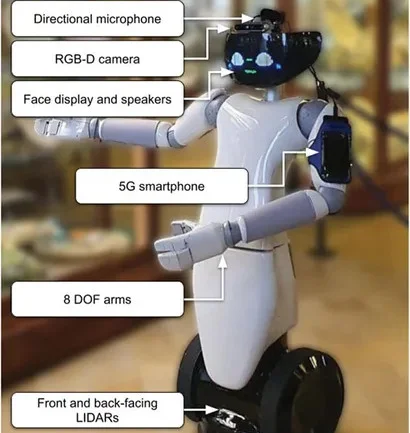 Directional microphone
RGB-D camera
Face display and speakers
5G smartphone
8 DOF arms
Front and back-facing
LIDARs